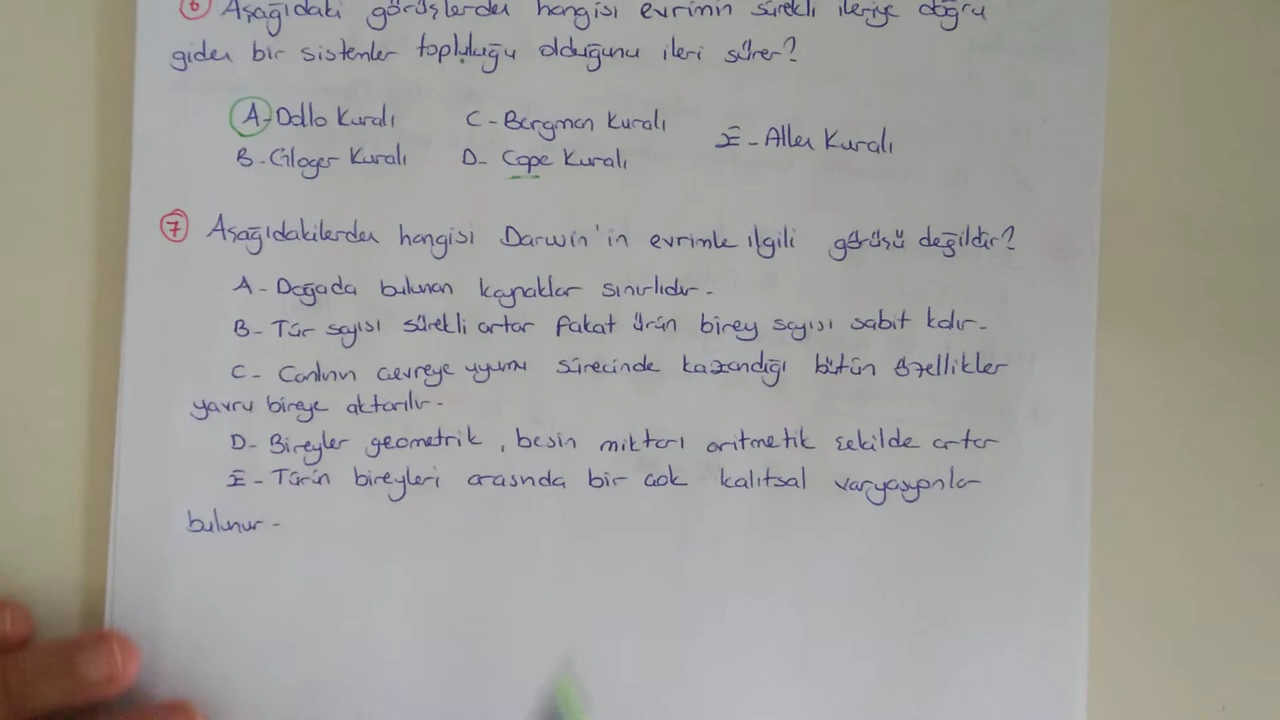 6 Aşağıdaki görüşlerden hangisi evrimin sürekli ileriye doğru
giden bir sistemler topluluğu olduğunu ileri sürer?
A- Dollo Kuralı
C- Bergman Kuralı
E- Allen Kuralı
B- Gloger Kuralı
D- Cope Kuralı
7 Aşağıdakilerden hangisi Darwin'in evrimle ilgili görüşü değildir?
A- Doğada bulunan kaynaklar sınırlıdır.
B- Tür sayısı sürekli artar fakat ürün birey sayısı sabit kalır.
C- Canlının çevreye uyumu sürecinde kazandığı bütün özellikler
yavru bireye aktarılır.
D- Bireyler geometrik, besin miktarı aritmetik şekilde artar
E- Türün bireyleri arasında bir çok kalıtsal varyasyonlar
bulunur.